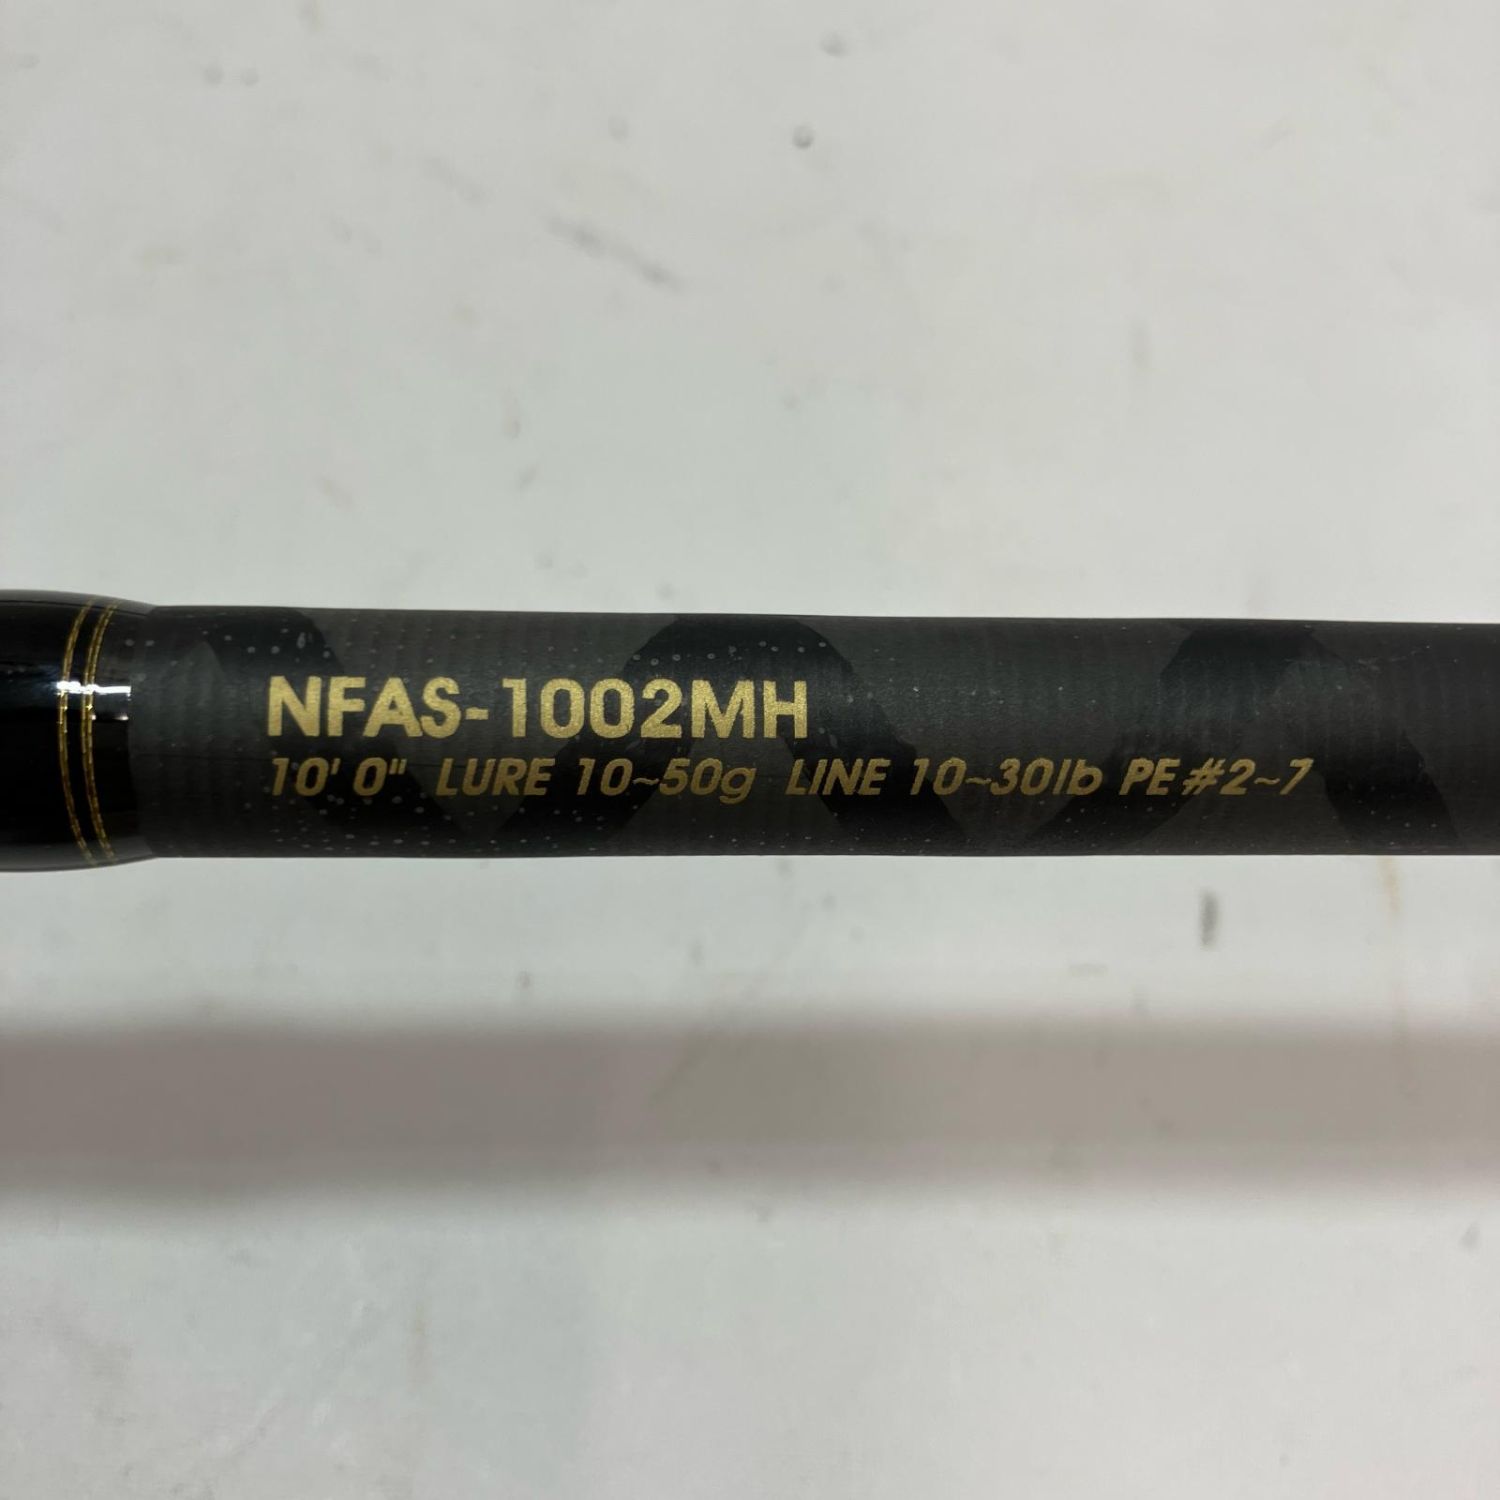 NFAS-1002MH
10' 0" LURE 10~50g LINE 10~30lb PE #2~7